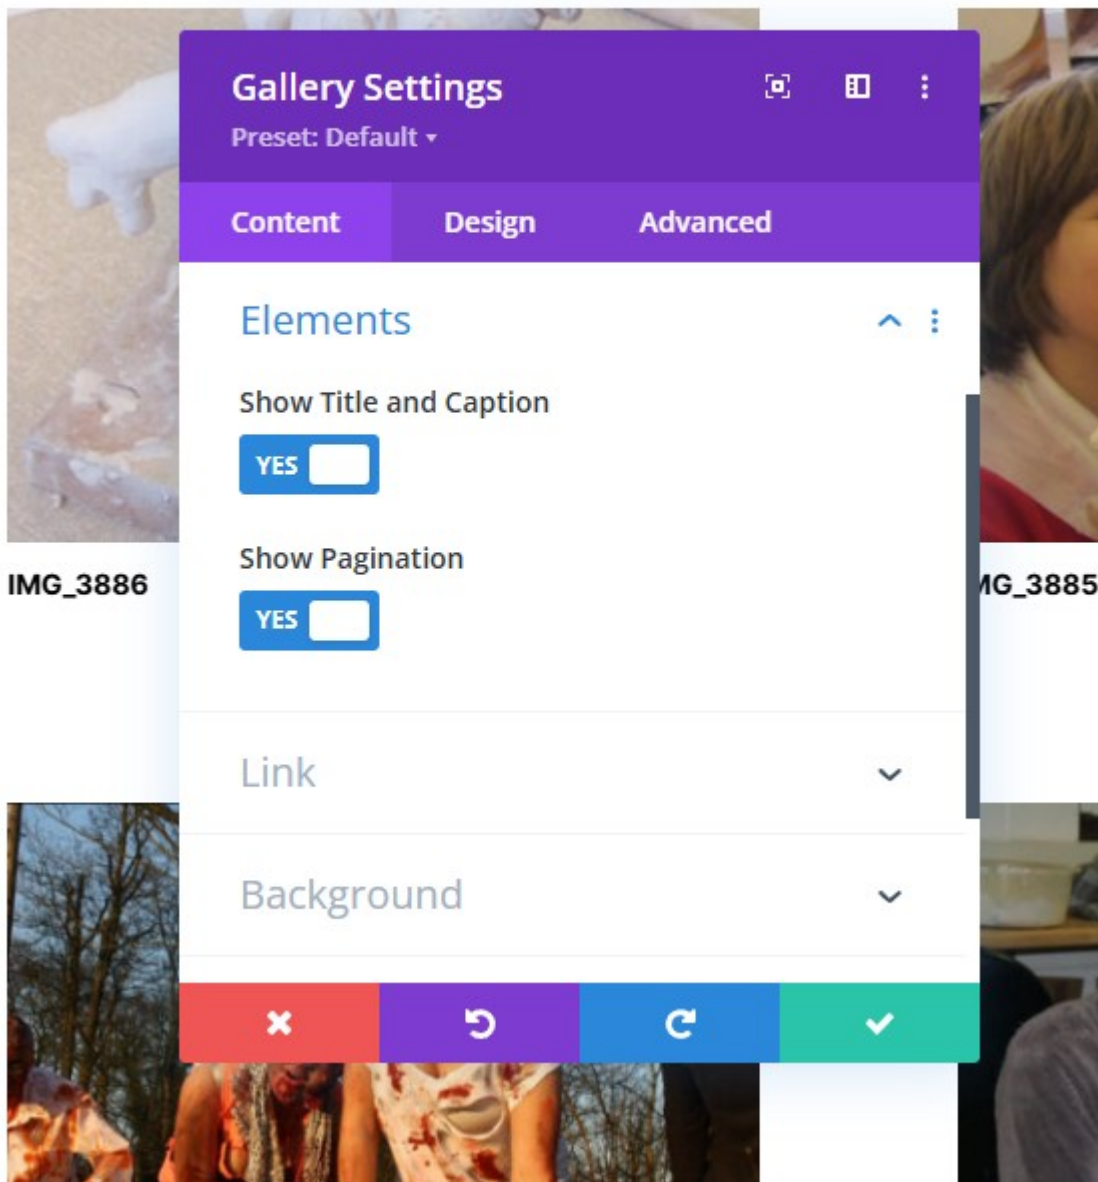 Gallery Settings
Preset: Default
Content Design Advanced
Elements
Show Title and Caption
YES
Show Pagination
YES
IMG_3886
MG_3885
Link
Background